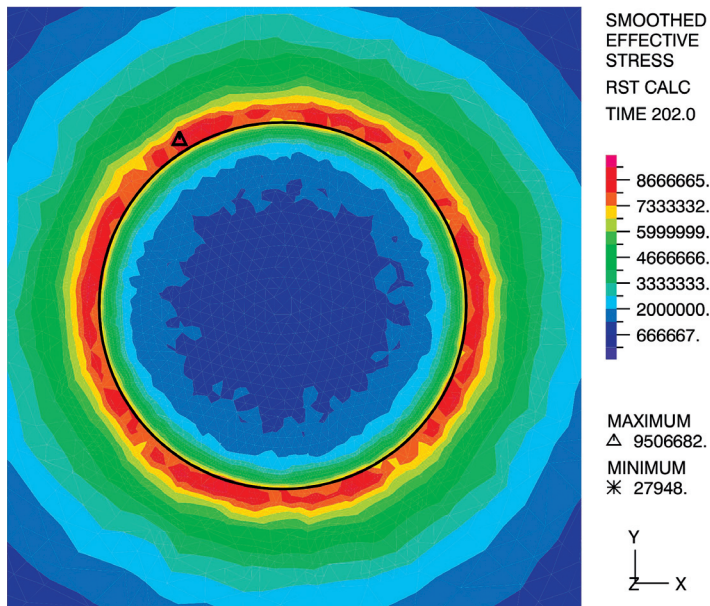 SMOOTHED
EFFECTIVE
STRESS
RST CALC
TIME 202.0
8666665.
7333332.
5999999.
4666666.
3333333.
2000000.
666667.
MAXIMUM
9506682.
MINIMUM
27948.
Y
Z X